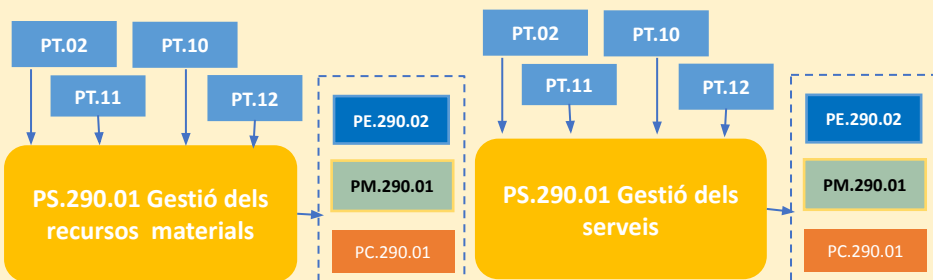 PT.02
PT.10
PT.11
PT.12
PE.290.02
PS.290.01 Gestió dels
recursos materials
PM.290.01
PC.290.01
PT.02
PT.10
PT.11
PT.12
PE.290.02
PS.290.01 Gestió dels
serveis
PM.290.01
PC.290.01